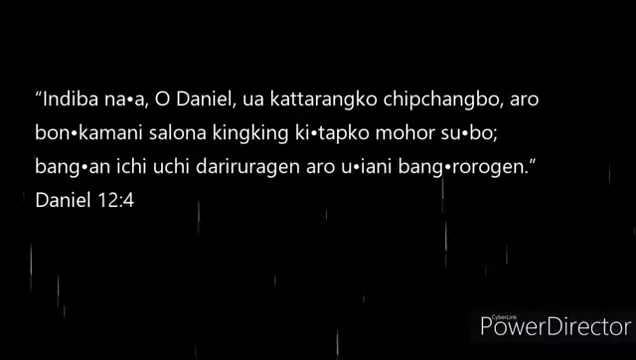 “Indiba na•a, O Daniel, ua kattarangko chipchangbo, aro
bon•kamani salona kingking ki•tapko mohor su•bo;
bang•an ichi uchi dariruragen aro u•iani bang•rorogen.”
Daniel 12:4
CyberLink
PowerDirector